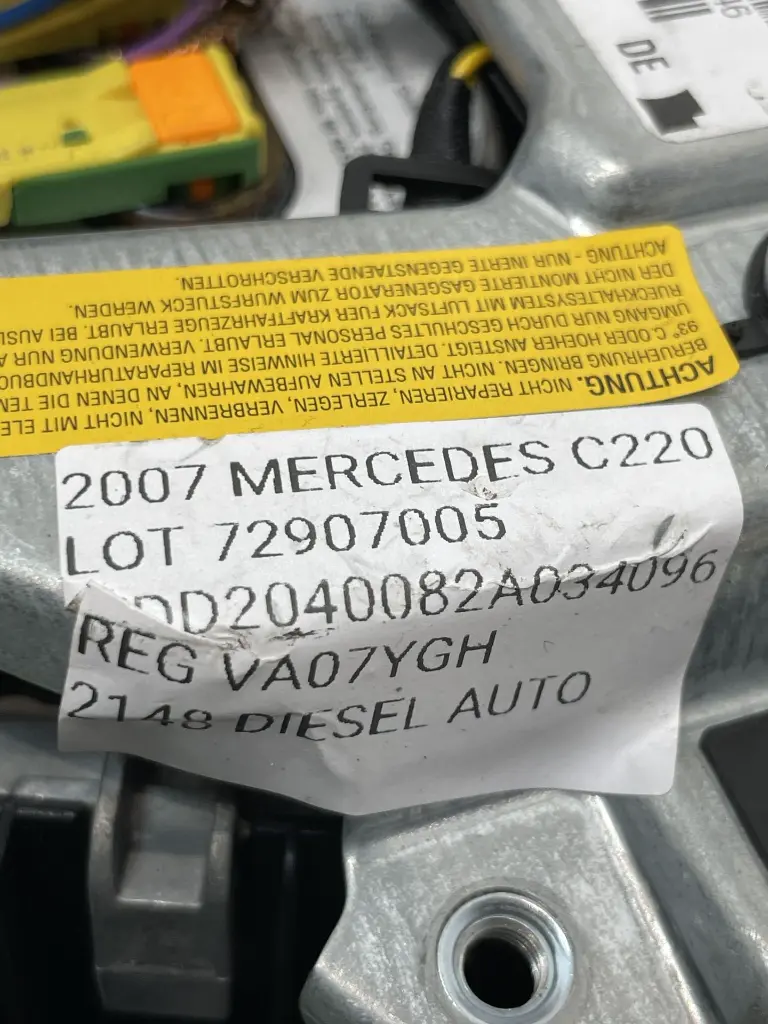 46
DE
ACHTUNG. NICHT REPARIEREN, ZERLEGEN, VERBRENNEN, NICHT MIT ELE
BERUEHRUNG BRINGEN. NICHT AN STELLEN AUFBEWAHREN, AN DENEN DIE TEM
93° C. ODER HOEHER ANSTEIGT. DETAILLIERTE HINWEISE IM REPARATURHANDBUC
UMGANG NUR DURCH GESCHULTES PERSONAL ERLAUBT. VERWENDUNG NUR A
RUECKHALTESYSTEM MIT LUFTSACK FUER KRAFTFAHRZEUGE ERLAUBT. BEI AUSL
DER NICHT MONTIERTE GASGENERATOR ZUM WURFSTUECK WERDEN.
ACHTUNG - NUR INERTE GEGENSTAENDE VERSCHROTTEN.
2007 MERCEDES C220
LOT 72907005
DD2040082A034096
REG VA07YGH
2148 DIESEL AUTO